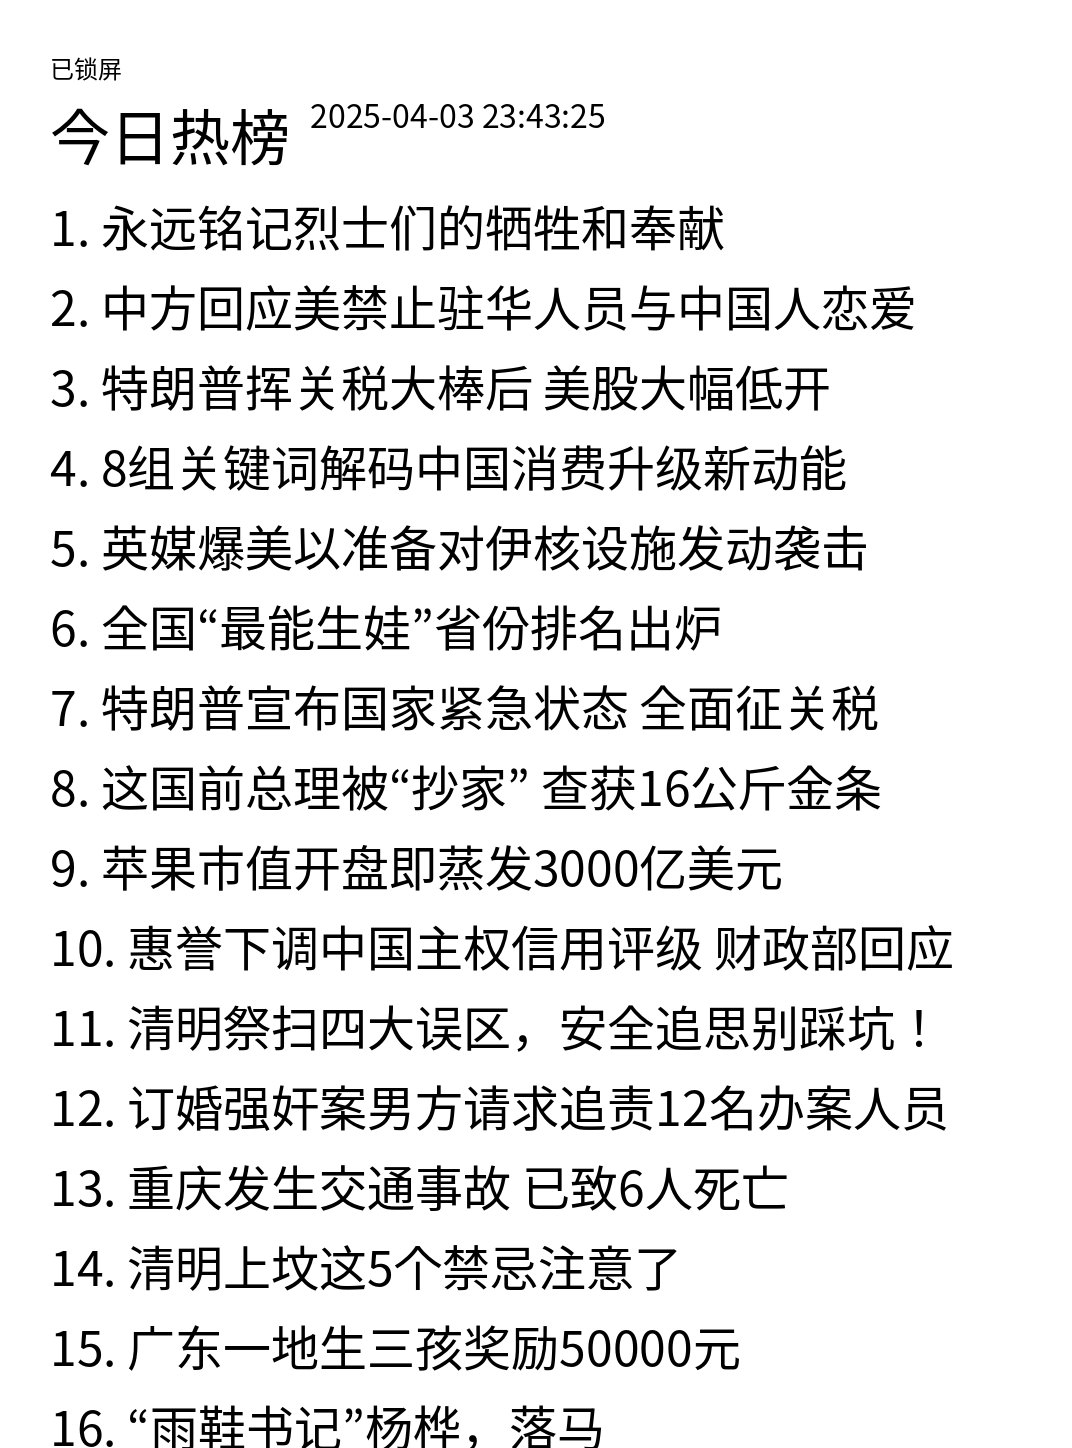 已锁屏
今日热榜 2025-04-03 23:43:25
1. 永远铭记烈士们的牺牲和奉献
2. 中方回应美禁止驻华人员与中国人恋爱
3. 特朗普挥关税大棒后 美股大幅低开
4. 8组关键词解码中国消费升级新动能
5. 英媒爆美以准备对伊核设施发动袭击
6. 全国“最能生娃”省份排名出炉
7. 特朗普宣布国家紧急状态 全面征关税
8. 这国前总理被“抄家” 查获16公斤金条
9. 苹果市值开盘即蒸发3000亿美元
10. 惠誉下调中国主权信用评级 财政部回应
11. 清明祭扫四大误区，安全追思别踩坑！
12. 订婚强奸案男方请求追责12名办案人员
13. 重庆发生交通事故 已致6人死亡
14. 清明上坟这5个禁忌注意了
15. 广东一地生三孩奖励50000元
16. “雨鞋书记”杨桦，落马